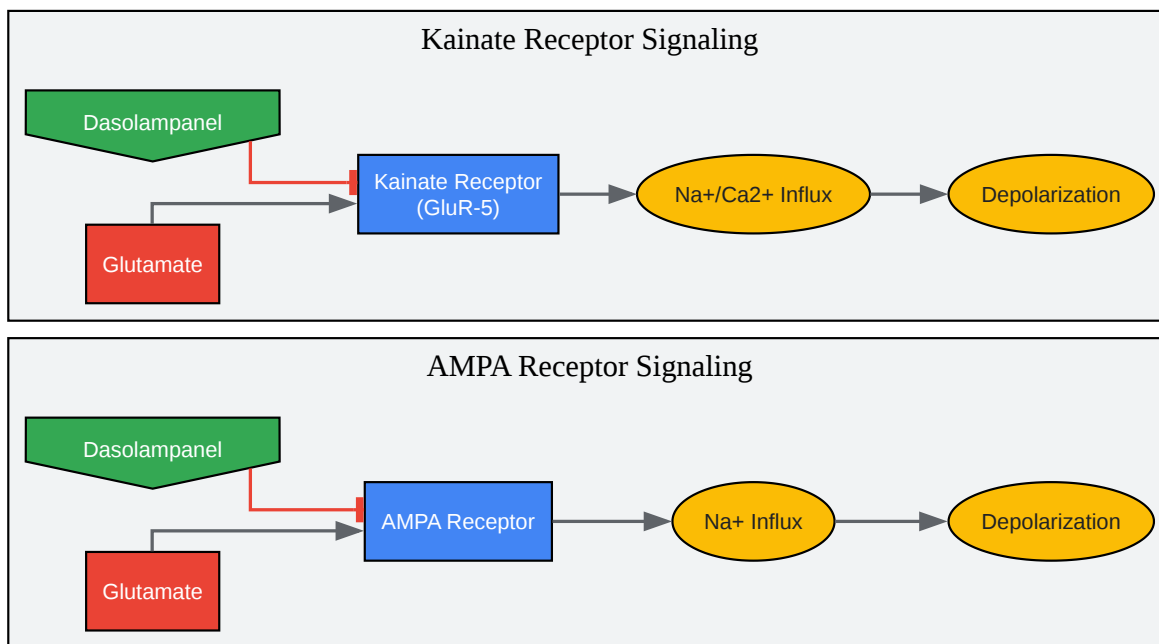 Kainate Receptor Signaling
Dasolampanel
Kainate Receptor
(GluR-5)
Na+/Ca2+ Influx
Depolarization
Glutamate
AMPA Receptor Signaling
Dasolampanel
AMPA Receptor
Na+ Influx
Depolarization
Glutamate